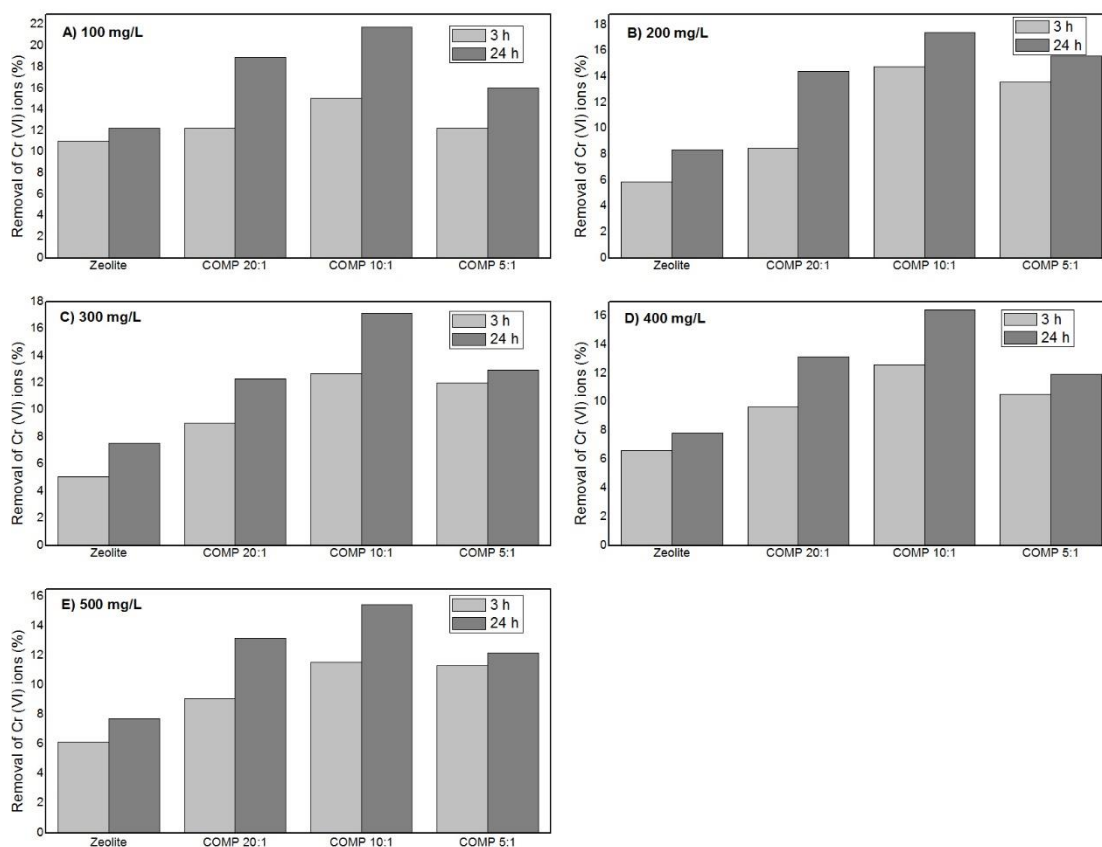 A) 100 mg/L
3 h
24 h
Removal of Cr (VI) ions (%)
22
20
18
16
14
12
10
8
6
4
2
0
Zeolite COMP 20:1 COMP 10:1 COMP 5:1
B) 200 mg/L
3 h
24 h
Removal of Cr (VI) ions (%)
18
16
14
12
10
8
6
4
2
0
Zeolite COMP 20:1 COMP 10:1 COMP 5:1
C) 300 mg/L
3 h
24 h
Removal of Cr (VI) ions (%)
18
16
14
12
10
8
6
4
2
0
Zeolite COMP 20:1 COMP 10:1 COMP 5:1
D) 400 mg/L
3 h
24 h
Removal of Cr (VI) ions (%)
16
14
12
10
8
6
4
2
0
Zeolite COMP 20:1 COMP 10:1 COMP 5:1
E) 500 mg/L
3 h
24 h
Removal of Cr (VI) ions (%)
16
14
12
10
8
6
4
2
0
Zeolite COMP 20:1 COMP 10:1 COMP 5:1